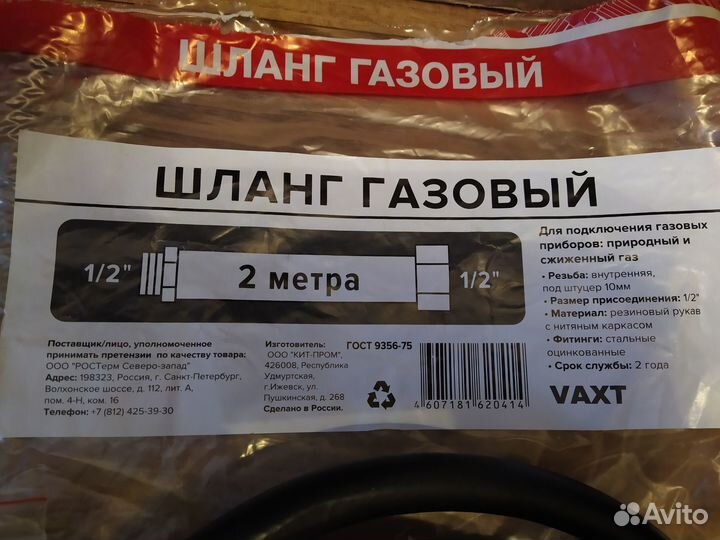 ШЛАНГ ГАЗОВЫЙ
ШЛАНГ ГАЗОВЫЙ
1/2"
2 метра
1/2"
Для подключения газовых
приборов: природный и
сжиженный газ
• Резьба: внутренняя,
под штуцер 10мм
• Размер присоединения: 1/2"
• Материал: резиновый рукав
с нитяным каркасом
• Фитинги: стальные
оцинкованные
• Срок службы: 2 года
VAXT
Поставщик/лицо, уполномоченное
принимать претензии по качеству товара:
ООО "РОСТерм Северо-запад"
Адрес: 198323, Россия, г. Санкт-Петербург,
Волхонское шоссе, д. 112, лит. А,
пом. 4-Н, ком. 16
Телефон: +7 (812) 425-39-30
Изготовитель:
ООО "КИТ-ПРОМ",
426008, Республика
Удмуртская,
г.Ижевск, ул.
Пушкинская, д. 268
Сделано в России.
ГОСТ 9356-75
4 607181 620414
Avito